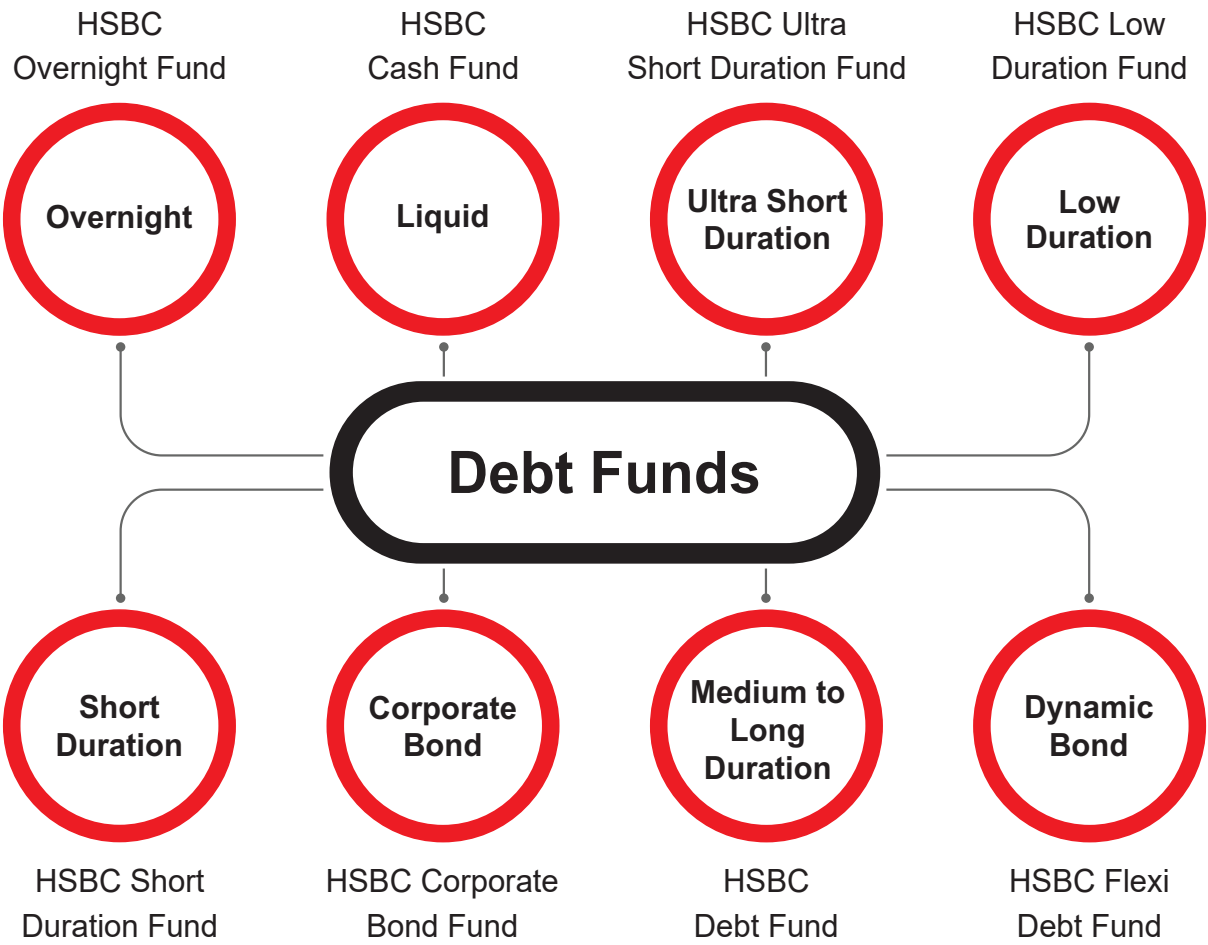 HSBC
Overnight Fund
HSBC
Cash Fund
HSBC Ultra
Short Duration Fund
HSBC Low
Duration Fund
Overnight
Liquid
Ultra Short
Duration
Low
Duration
Debt Funds
Short
Duration
Corporate
Bond
Medium to
Long
Duration
Dynamic
Bond
HSBC Short
Duration Fund
HSBC Corporate
Bond Fund
HSBC
Debt Fund
HSBC Flexi
Debt Fund